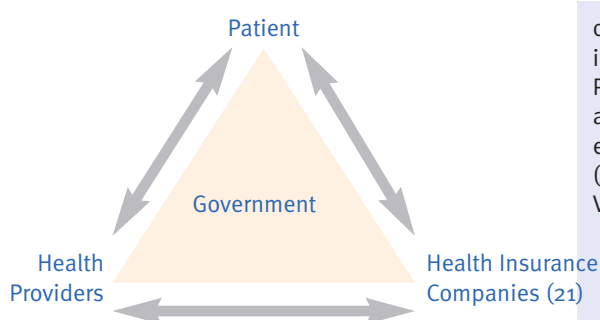 Patient
Government
Health
Providers
Health Insurance
Companies (21)